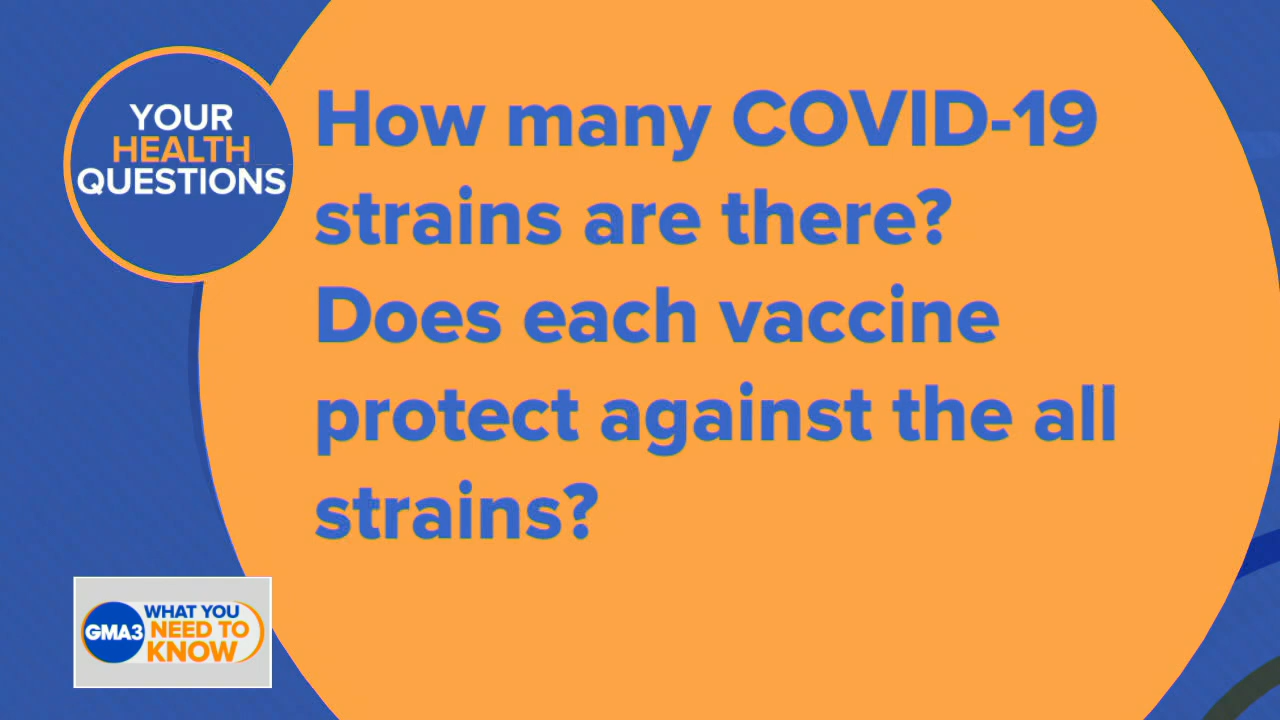 YOUR
HEALTH
QUESTIONS
How many COVID-19
strains are there?
Does each vaccine
protect against the all
strains?
GMA3
WHAT YOU
NEED TO
KNOW